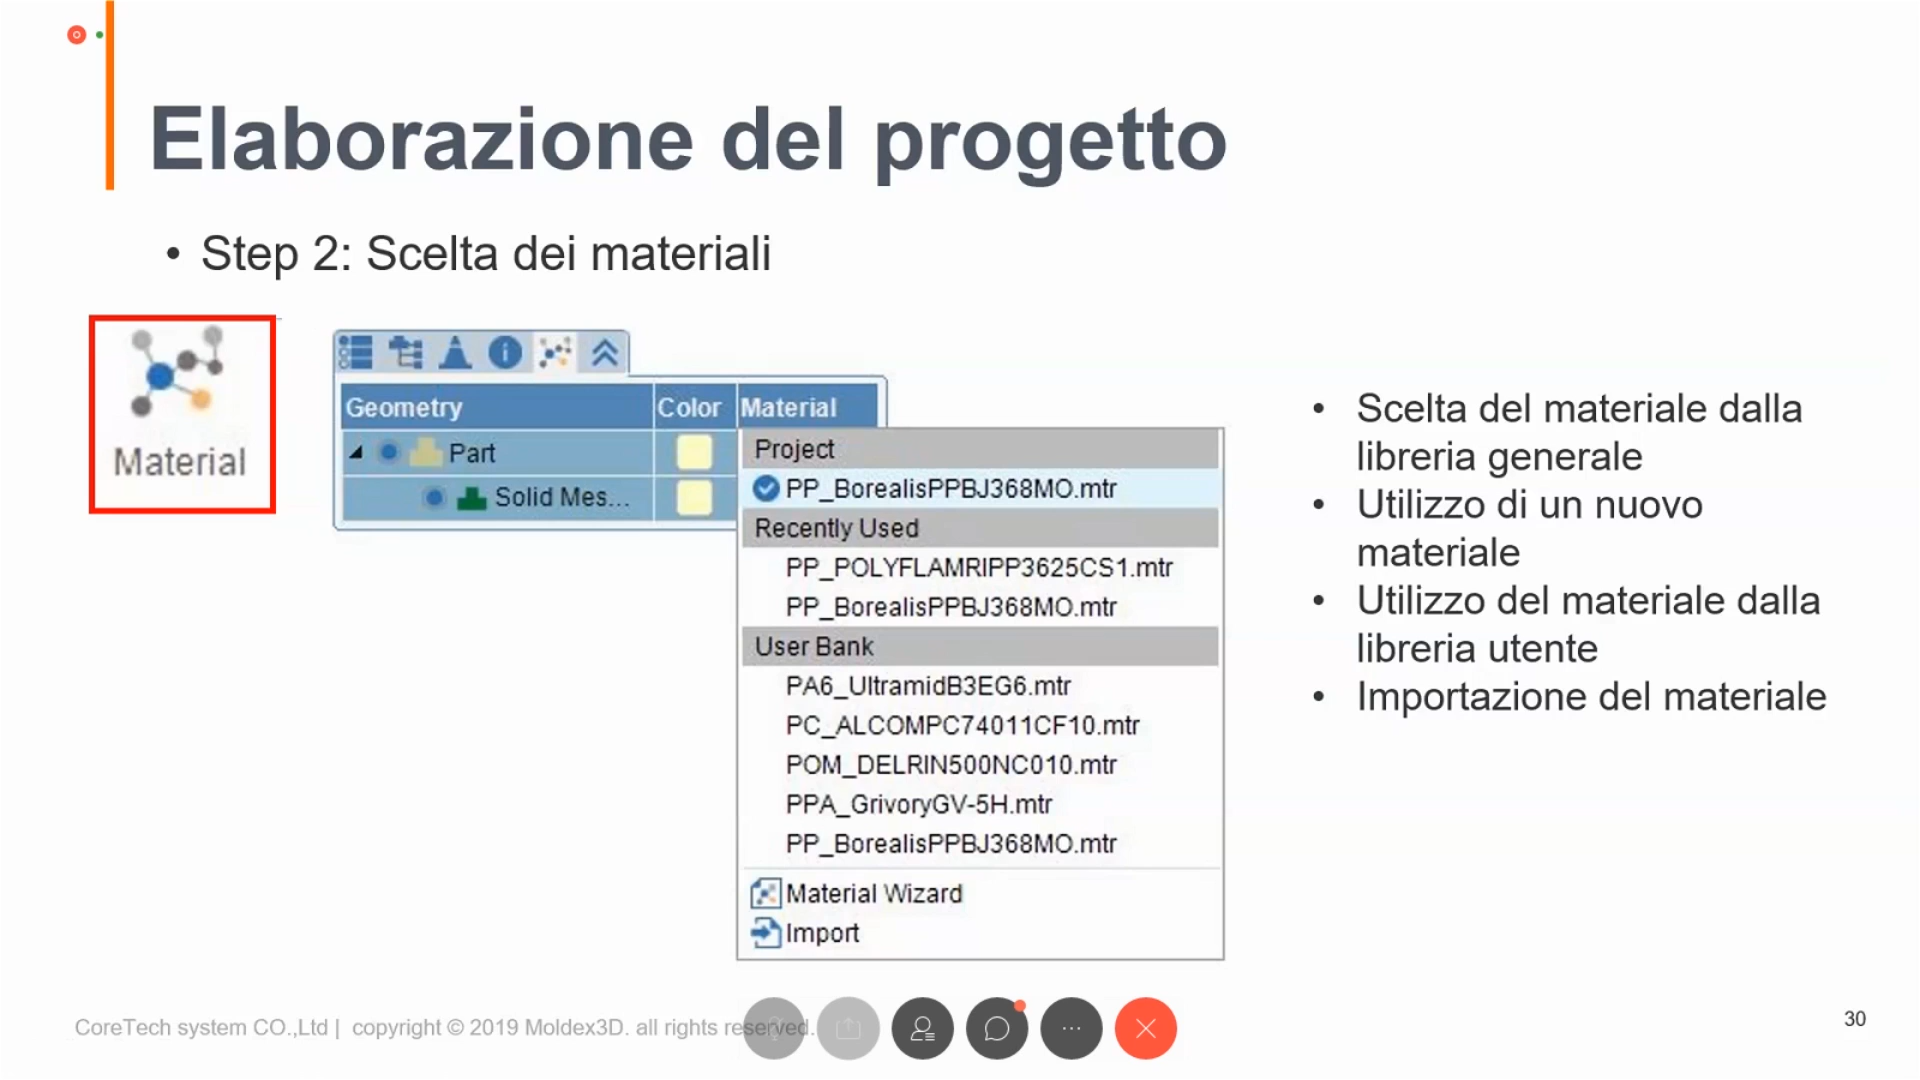 Elaborazione del progetto
• Step 2: Scelta dei materiali
Material
Geometry Color Material
Part
Solid Mes...
Project
PP_BorealisPPBJ368MO.mtr
Recently Used
PP_POLYFLAMRIPP3625CS1.mtr
PP_BorealisPPBJ368MO.mtr
User Bank
PA6_UltramidB3EG6.mtr
PC_ALCOMPC74011CF10.mtr
POM_DELRIN500NC010.mtr
PPA_GrivoryGV-5H.mtr
PP_BorealisPPBJ368MO.mtr
Material Wizard
Import
• Scelta del materiale dalla
libreria generale
• Utilizzo di un nuovo
materiale
• Utilizzo del materiale dalla
libreria utente
• Importazione del materiale
CoreTech system CO.,Ltd | copyright © 2019 Moldex3D. all rights reserved.
30